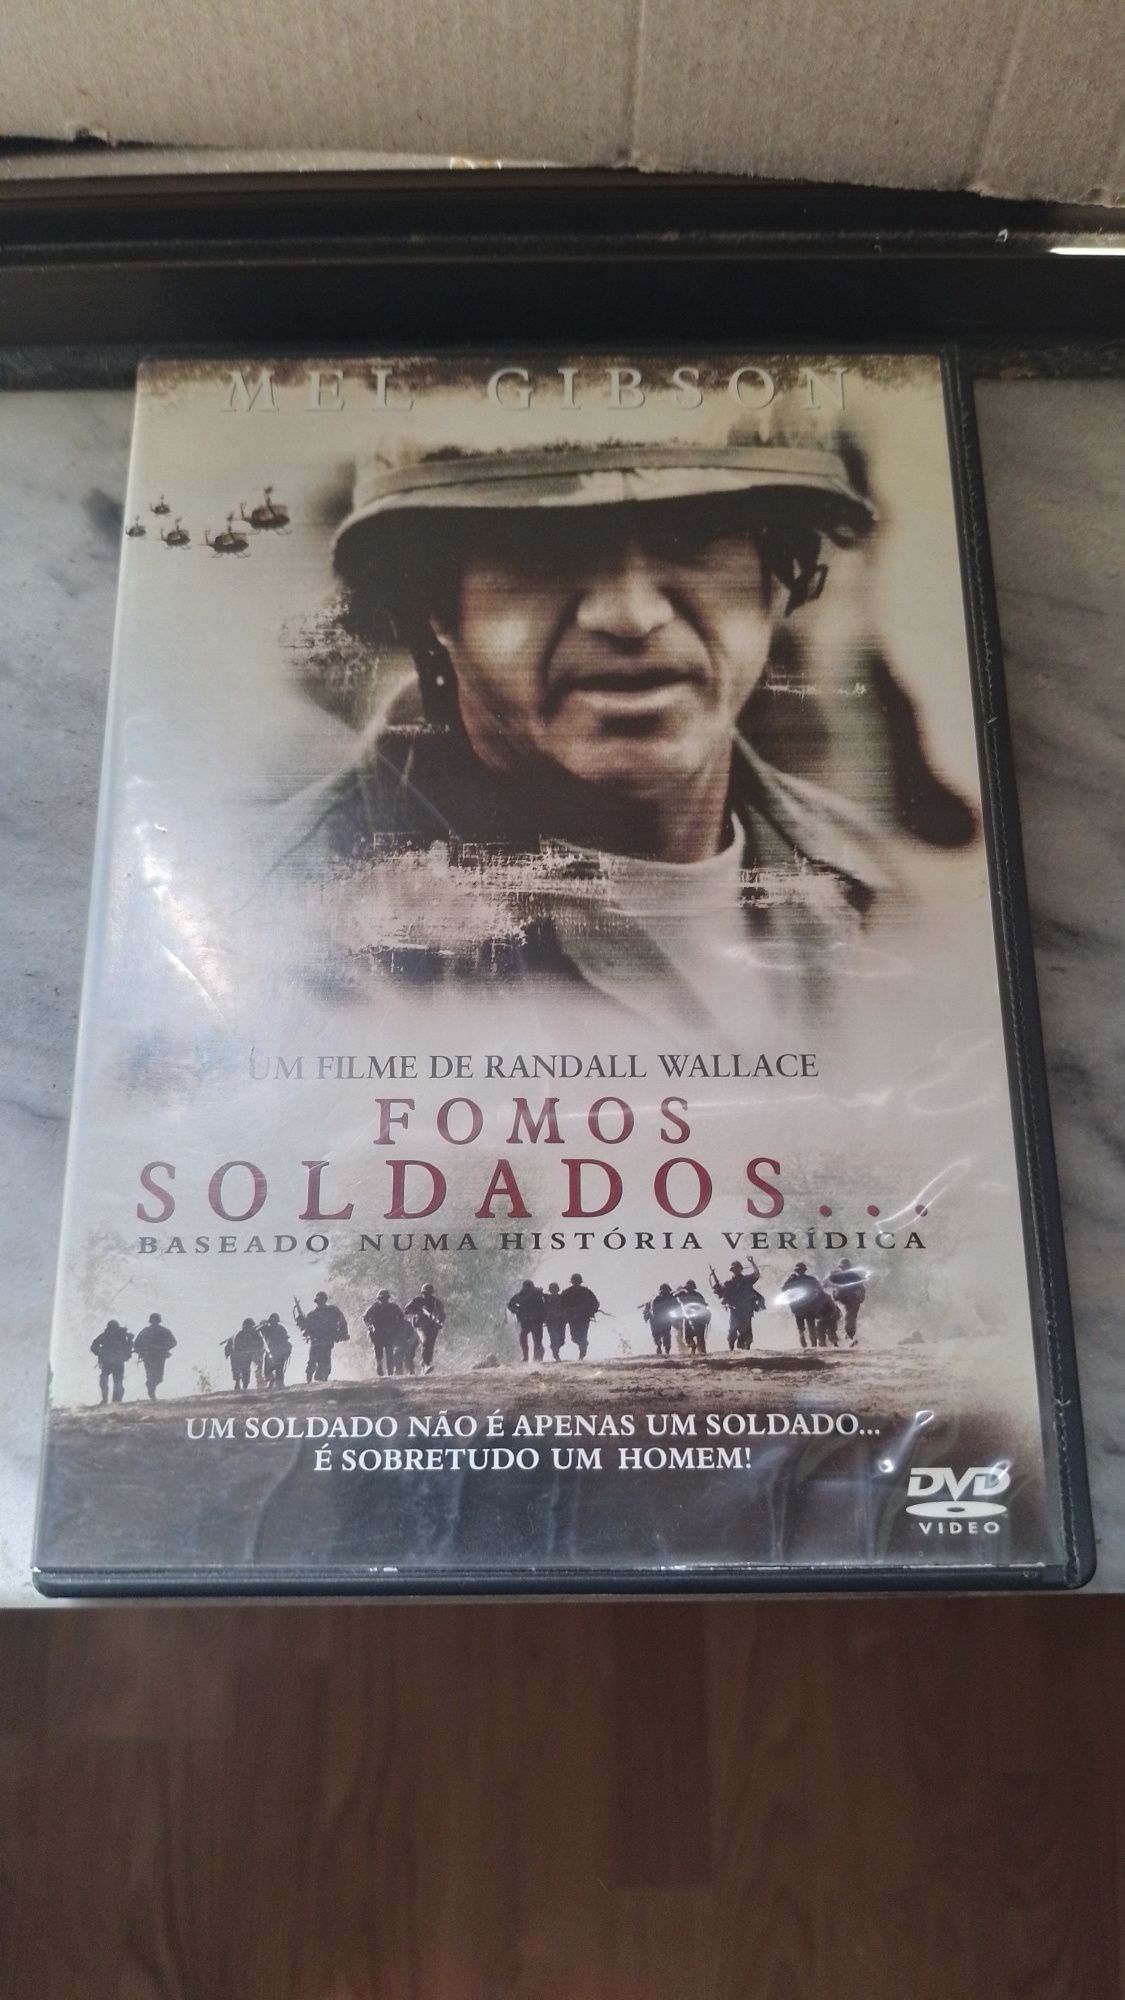 MEL GIBSON
UM FILME DE RANDALL WALLACE
FOMOS
SOLDADOS...
BASEADO NUMA HISTÓRIA VERÍDICA
UM SOLDADO NÃO É APENAS UM SOLDADO...
É SOBRETUDO UM HOMEM!
DVD
VIDEO